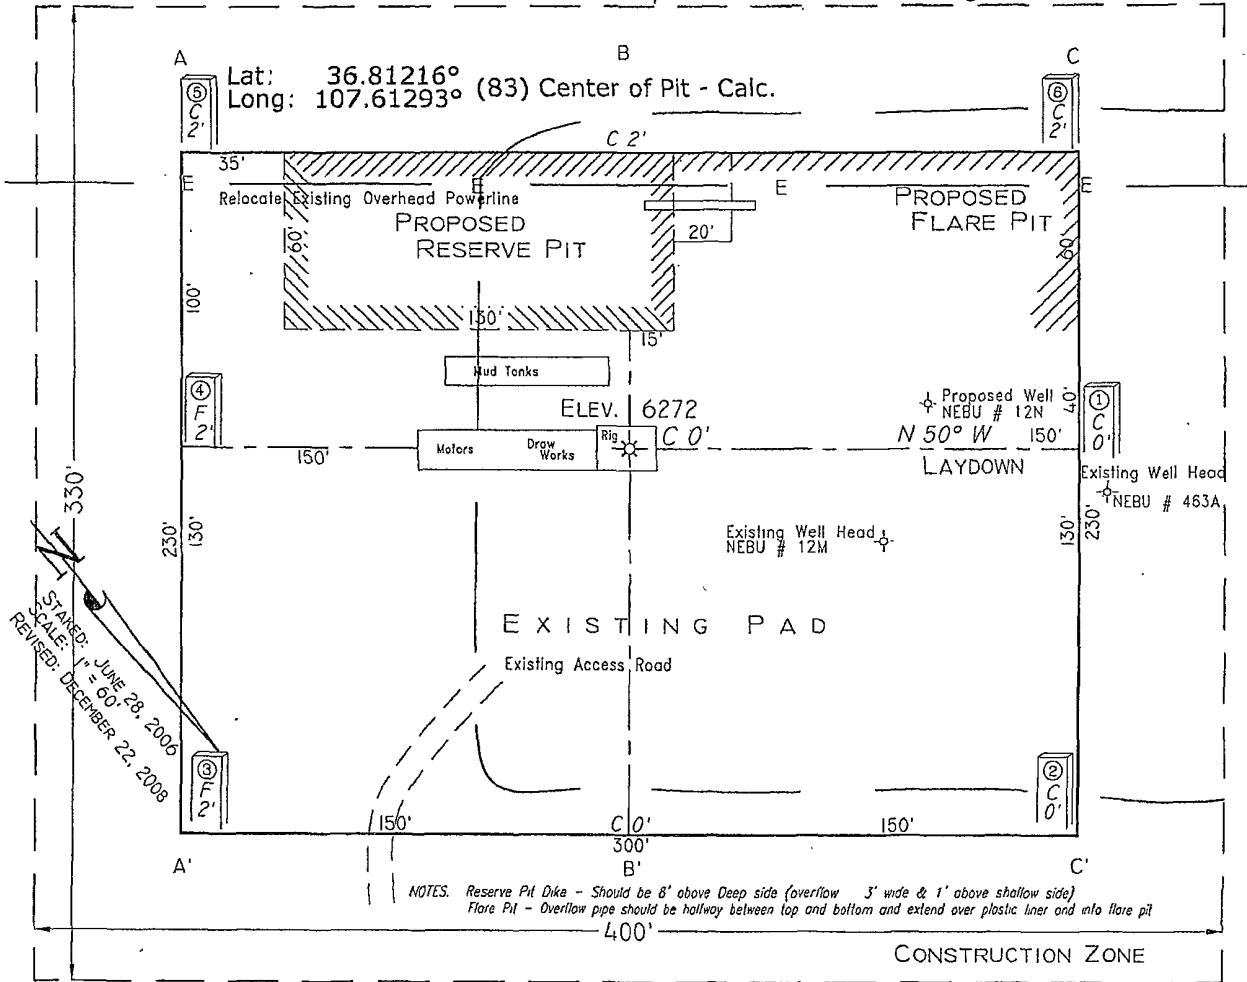 A
B
C
Lat: 36.81216°
Long: 107.61293°
(83) Center of Pit - Calc.
⑤
C
2'
⑥
C
2'
C 2'
35'
E
E
E
E
Relocate Existing Overhead Powerline
PROPOSED
RESERVE PIT
PROPOSED
FLARE PIT
60'
20'
60'
100'
130'
15'
Mud Tanks
④
F
2'
ELEV. 6272
C 0'
Proposed Well
NEBU # 12N
40'
①
C
0'
N 50° W
150'
Rig
Motors
Draw
Works
150'
LAYDOWN
Existing Well Head
NEBU # 463A
330'
230'
130'
Existing Well Head
NEBU # 12M
130'
230'
N
EXISTING PAD
Existing Access Road
STAKED: JUNE 28, 2006
SCALE: 1" = 60'
REVISED: DECEMBER 22, 2008
③
F
2'
②
C
0'
150'
C 0'
150'
300'
A'
B'
C'
NOTES. Reserve Pit Dike - Should be 8' above Deep side (overflow 3' wide & 1' above shallow side)
Flare Pit - Overflow pipe should be halfway between top and bottom and extend over plastic liner and into flare pit
400'
CONSTRUCTION ZONE